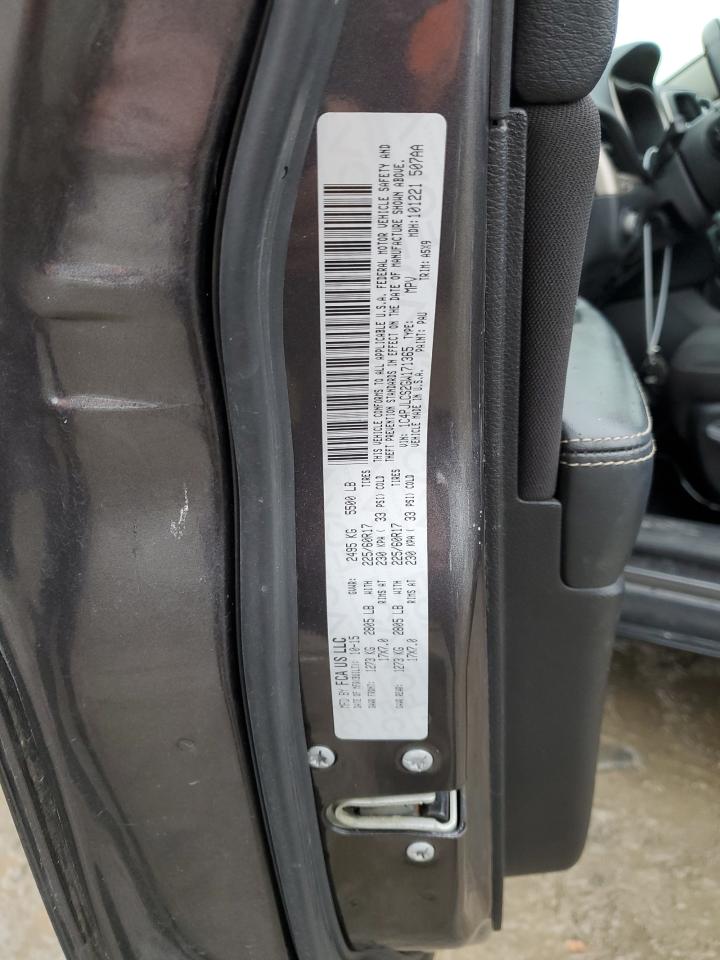 MFD BY FCA US LLC
DATE OF MFR(BUILT): 10-15 GVWR: 2495 KG 5500 LB
GAWR FRONT: 1273 KG 2805 LB WITH 225/60R17 TIRES
17X7.0 RIMS AT 230 KPA ( 33 PSI) COLD
GAWR REAR: 1273 KG 2805 LB WITH 225/60R17 TIRES
17X7.0 RIMS AT 230 KPA ( 33 PSI) COLD
THIS VEHICLE CONFORMS TO ALL APPLICABLE U.S.A. FEDERAL MOTOR VEHICLE SAFETY AND
THEFT PREVENTION STANDARDS IN EFFECT ON THE DATE OF MANUFACTURE SHOWN ABOVE.
VIN: 1C4PJLCS2GW171365 TYPE: MPV MDH: 101221 507AA
VEHICLE MADE IN U.S.A. PAINT: PAU TRIM: A5X9